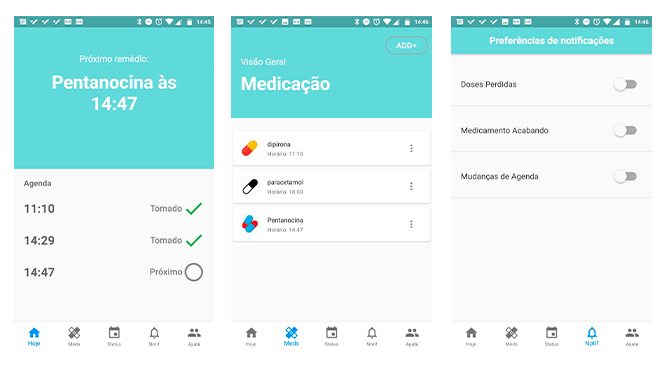 14:45
Próximo remédio:
Pentanocina às
14:47
Agenda
11:10
Tomado
14:29
Tomado
14:47
Próximo
Hoje
Meds
Status
Notif
Ajuda
14:46
ADD+
Visão Geral
Medicação
dipirona
Horário: 11:10
paracetamol
Horário: 18:00
Pentanocina
Horário: 14:47
Hoje
Meds
Status
Notif
Ajuda
14:46
Preferências de notificações
Doses Perdidas
Medicamento Acabando
Mudanças de Agenda
Hoje
Meds
Status
Notif
Ajuda